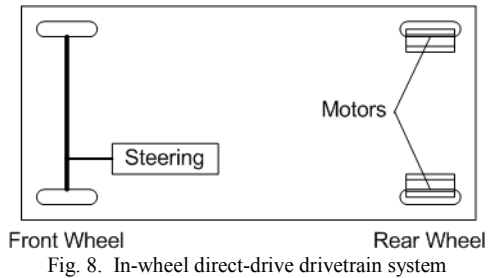 Motors
Steering
Front Wheel
Rear Wheel
Fig. 8. In-wheel direct-drive drivetrain system